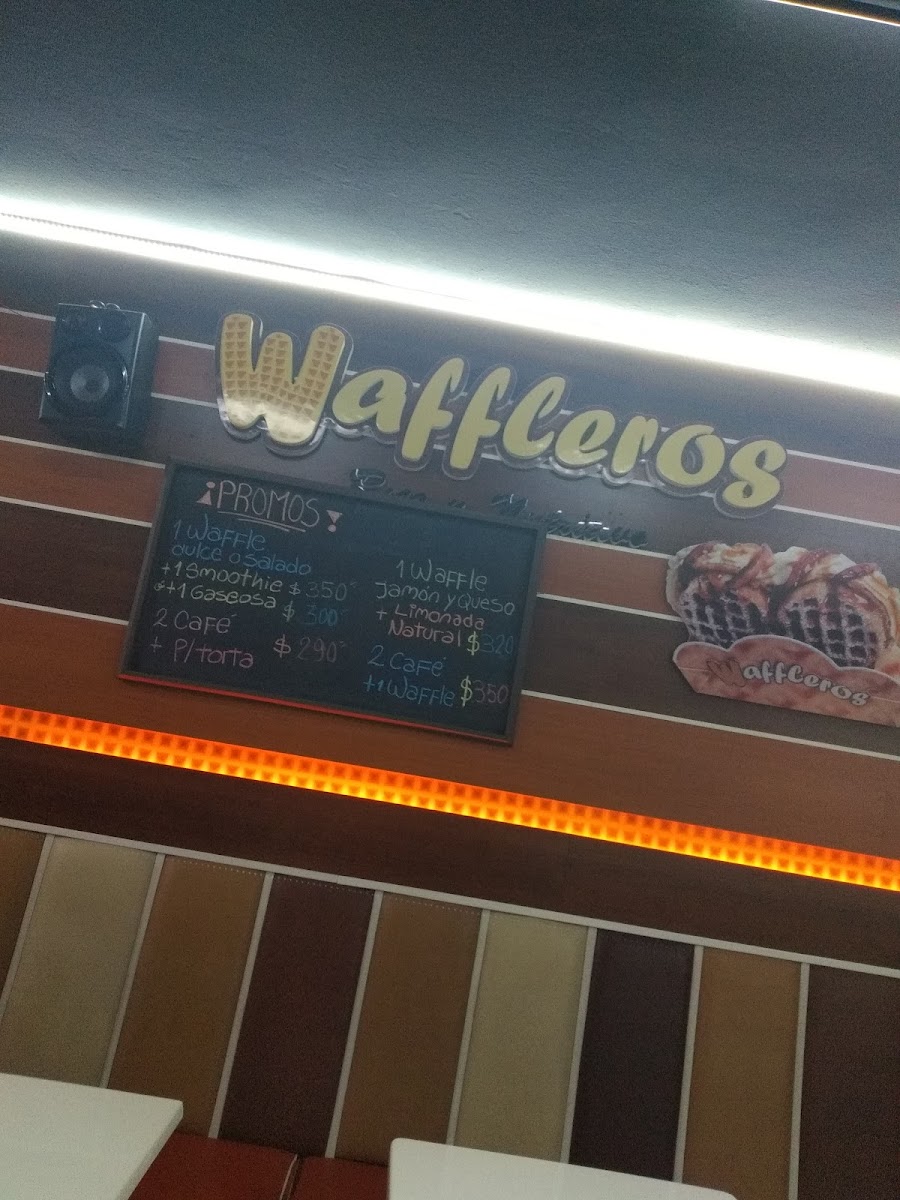 Waffleros
¡PROMOS!
1 Waffle
dulce o salado
+1 Smoothie $350
+1 Gaseosa $ 300
2 Café
+ P/torta $290
1 Waffle
Jamón y Queso
+ Limonada
Natural $320
2 Café
+1 Waffle $350
Waffleros